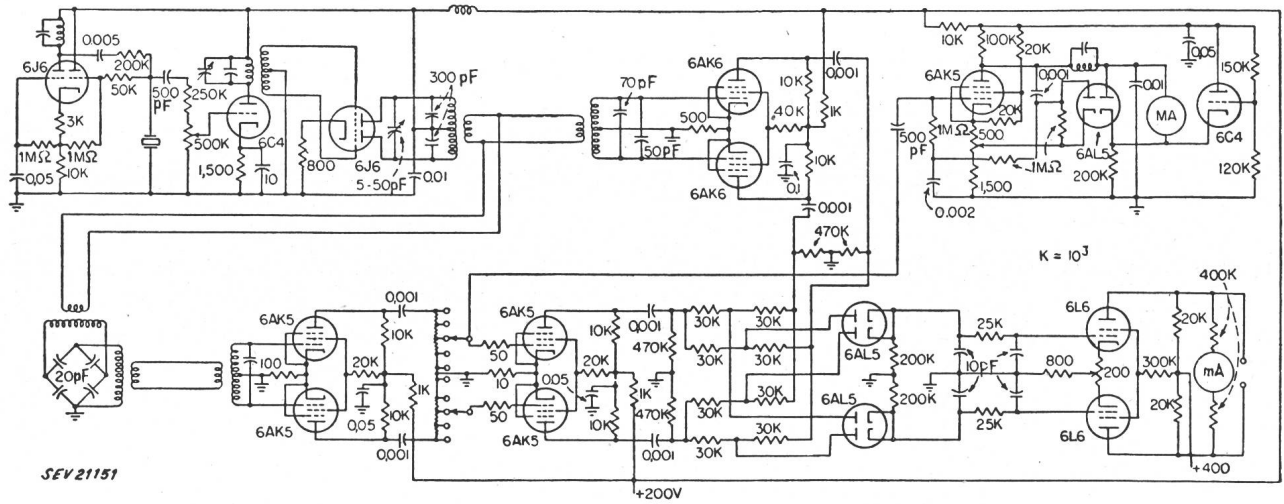 0.005
6J6
200K
50K
500 pF
250K
500K
3K
1MΩ
1MΩ
10K
0,05
6C4
1,500
10
800
6J6
300 pF
5-50pF
0.01
70pF
50pF
500
6AK6
6AK6
10K
40K
10K
0.1
0,001
1K
0,001
470K
10K
100K
20K
6AK5
20K
500 pF
1MΩ
500
1,500
0.002
0,001
1MΩ
6AL5
200K
0,01
MA
0,05
150K
6C4
120K
K = 10³
20pF
100
6AK5
6AK5
0,001
10K
20K
10K
0,05
0,001
1K
50
10
50
6AK5
6AK5
10K
20K
0.05
10K
0,001
1K
470K
470K
0,001
30K
30K
30K
30K
30K
30K
30K
30K
6AL5
6AL5
200K
200K
10pF
25K
25K
800
200
6L6
6L6
300K
20K
20K
400K
mA
+400
+200V
SEV 21151